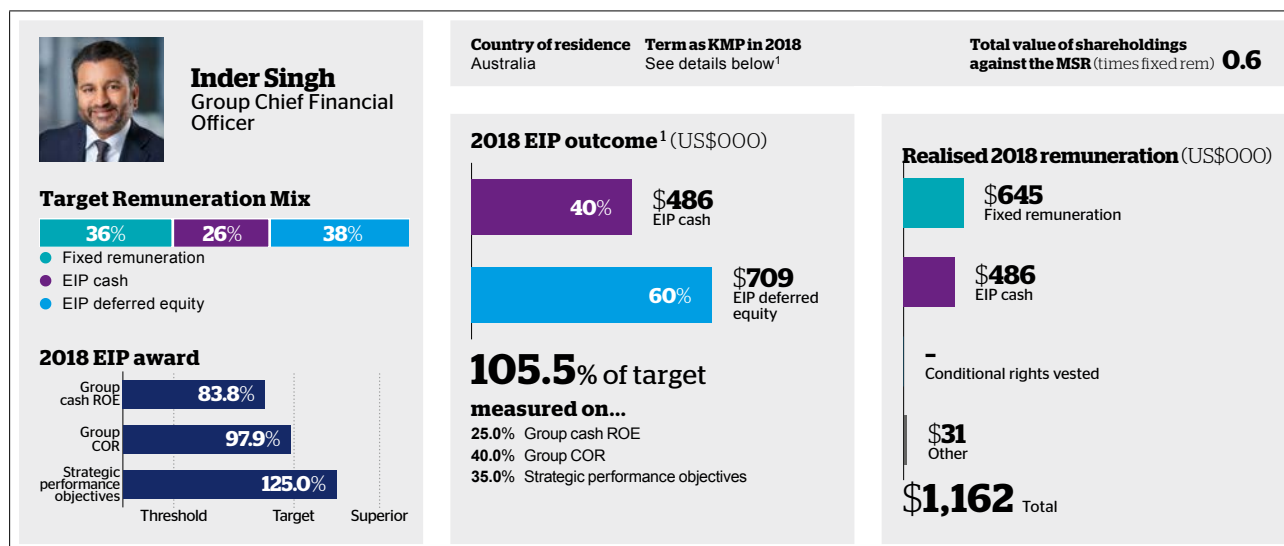 Inder Singh
Group Chief Financial
Officer
Target Remuneration Mix
36% 26% 38%
Fixed remuneration
EIP cash
EIP deferred equity
2018 EIP award
Group
cash ROE
83.8%
Group
COR
97.9%
Strategic
performance
objectives
125.0%
Threshold Target Superior
Country of residence
Australia
Term as KMP in 2018
See details below¹
Total value of shareholdings
against the MSR (times fixed rem) 0.6
2018 EIP outcome¹ (US$000)
40%
$486
EIP cash
60%
$709
EIP deferred
equity
105.5% of target
measured on...
25.0% Group cash ROE
40.0% Group COR
35.0% Strategic performance objectives
Realised 2018 remuneration (US$000)
$645
Fixed remuneration
$486
EIP cash
-
Conditional rights vested
$31
Other
$1,162 Total